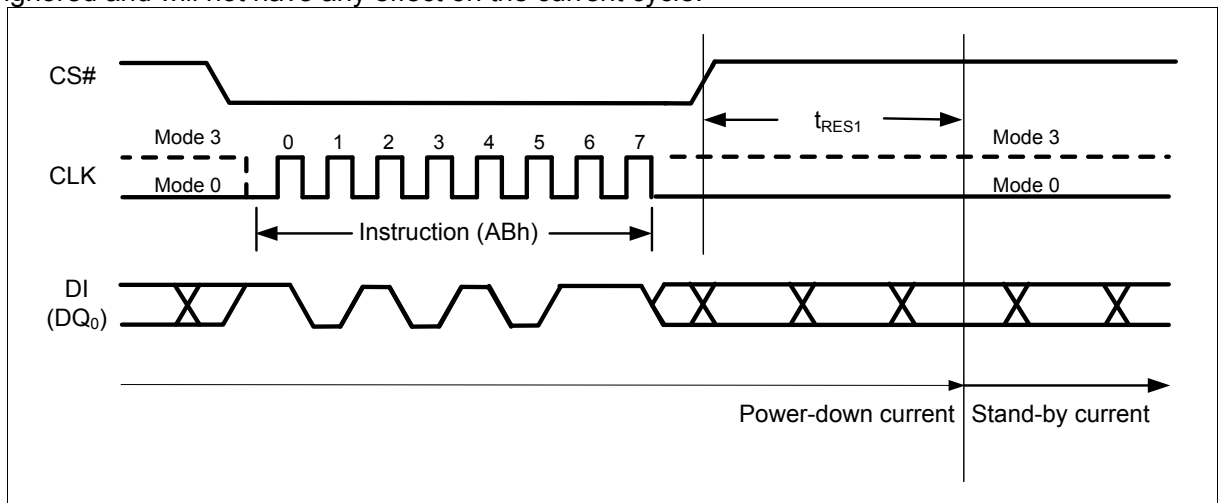 ignored and will not have any effect on the current cycle.
CS#
tRES1
Mode 3 0 1 2 3 4 5 6 7 Mode 3
CLK
Mode 0 Mode 0
Instruction (ABh)
DI
(DQ0)
Power-down current Stand-by current